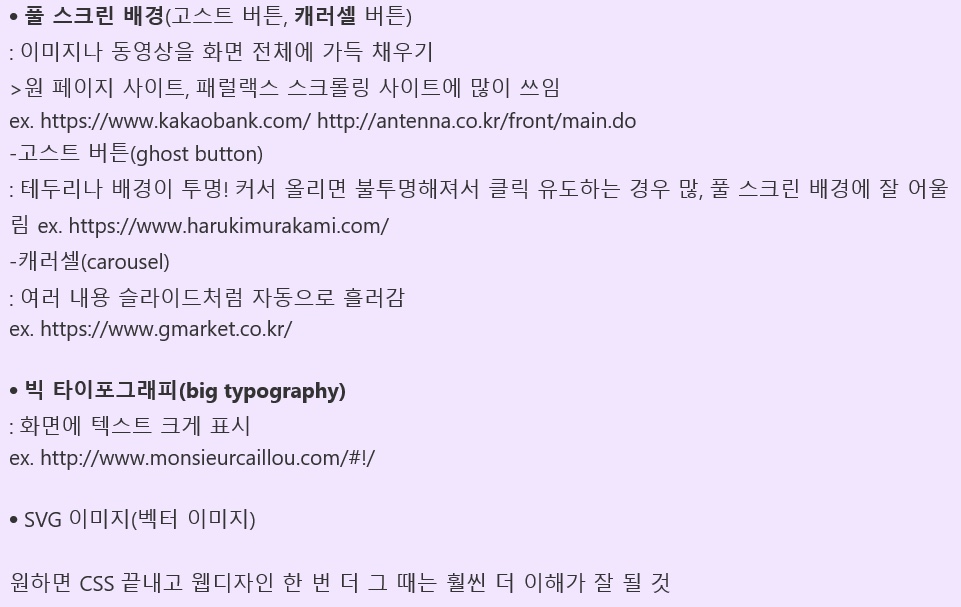 • 풀 스크린 배경(고스트 버튼, 캐러셀 버튼)
: 이미지나 동영상을 화면 전체에 가득 채우기
>원 페이지 사이트, 패럴랙스 스크롤링 사이트에 많이 쓰임
ex. https://www.kakaobank.com/ http://antenna.co.kr/front/main.do
-고스트 버튼(ghost button)
: 테두리나 배경이 투명! 커서 올리면 불투명해져서 클릭 유도하는 경우 많, 풀 스크린 배경에 잘 어울
림 ex. https://www.harukimurakami.com/
-캐러셀(carousel)
: 여러 내용 슬라이드처럼 자동으로 흘러감
ex. https://www.gmarket.co.kr/
• 빅 타이포그래피(big typography)
: 화면에 텍스트 크게 표시
ex. http://www.monsieurcaillou.com/#!/
• SVG 이미지(벡터 이미지)
원하면 CSS 끝내고 웹디자인 한 번 더 그 때는 훨씬 더 이해가 잘 될 것